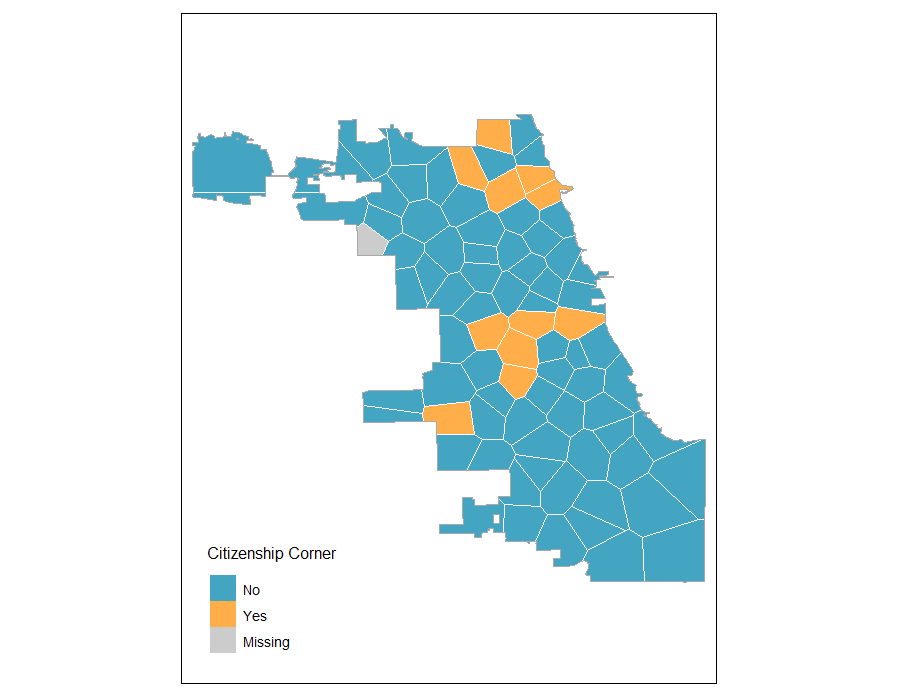 Citizenship Corner
No
Yes
Missing